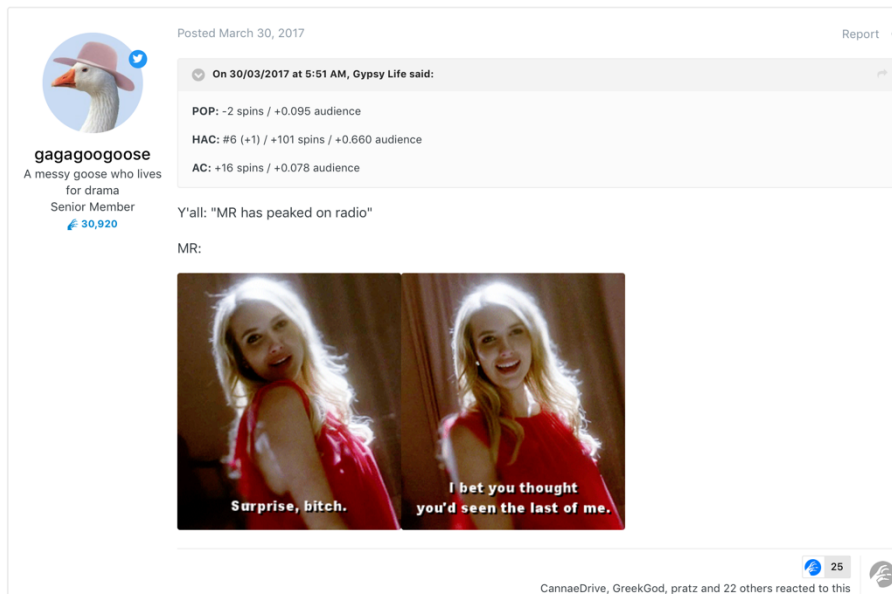 Posted March 30, 2017
Report
On 30/03/2017 at 5:51 AM, Gypsy Life said:
POP: -2 spins / +0.095 audience
HAC: #6 (+1) / +101 spins / +0.660 audience
AC: +16 spins / +0.078 audience
gagagoogoose
A messy goose who lives
for drama
Senior Member
30,920
Y'all: "MR has peaked on radio"
MR:
Surprise, bitch.
I bet you thought
you'd seen the last of me.
25
CannaeDrive, GreekGod, pratz and 22 others reacted to this